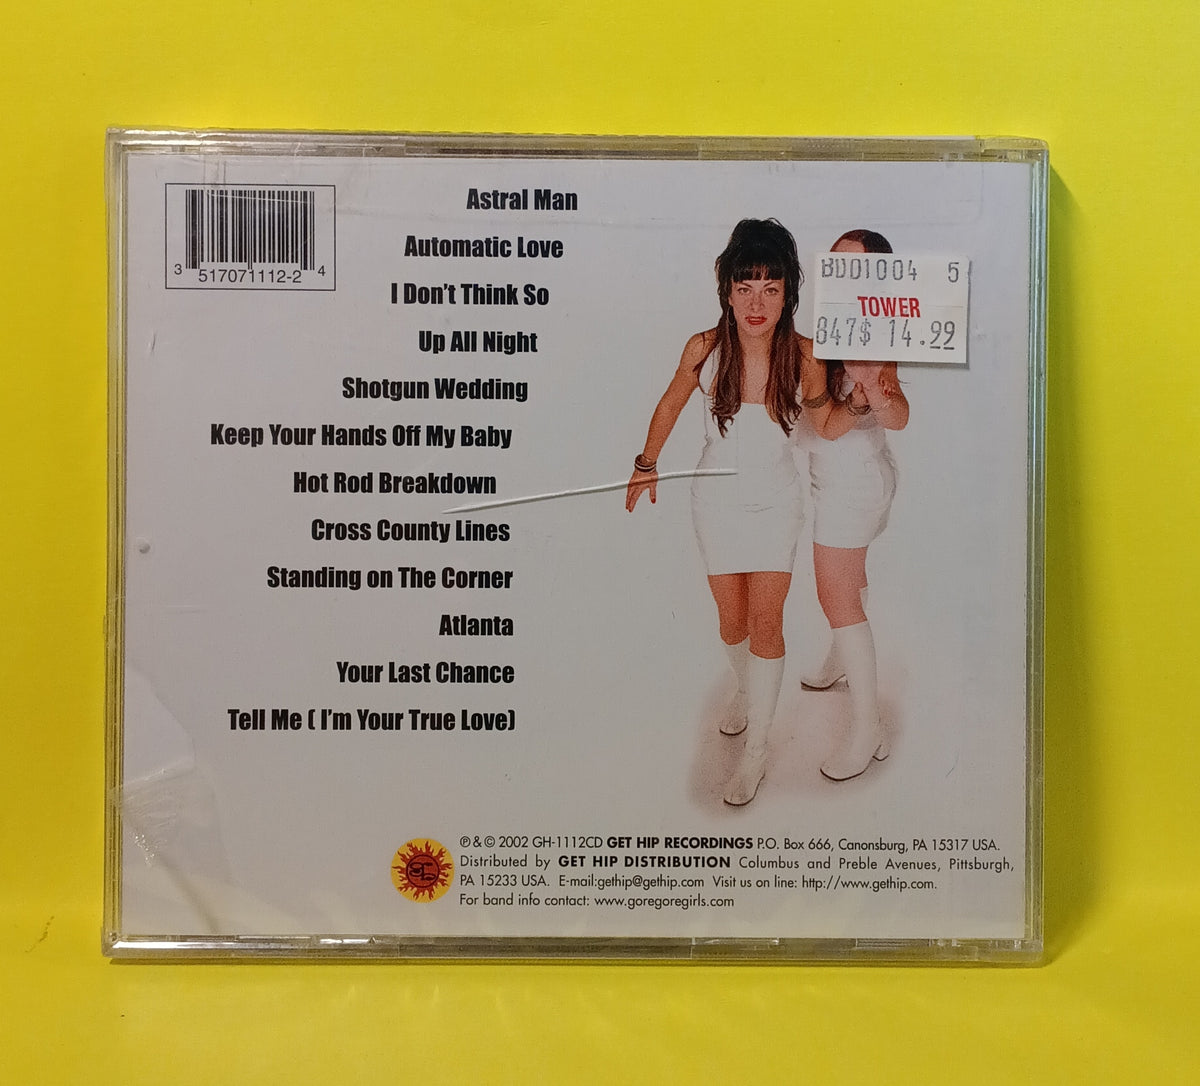 3 517071112-2 4
Astral Man
Automatic Love
I Don't Think So
Up All Night
Shotgun Wedding
Keep Your Hands Off My Baby
Hot Rod Breakdown
Cross County Lines
Standing on The Corner
Atlanta
Your Last Chance
Tell Me ( I'm Your True Love)
BDO1004 5
TOWER
847$ 14.99
℗ & © 2002 GH-1112CD GET HIP RECORDINGS P.O. Box 666, Canonsburg, PA 15317 USA.
Distributed by GET HIP DISTRIBUTION Columbus and Preble Avenues, Pittsburgh,
PA 15233 USA. E-mail:gethip@gethip.com Visit us on line: http://www.gethip.com.
For band info contact: www.goregoregirls.com